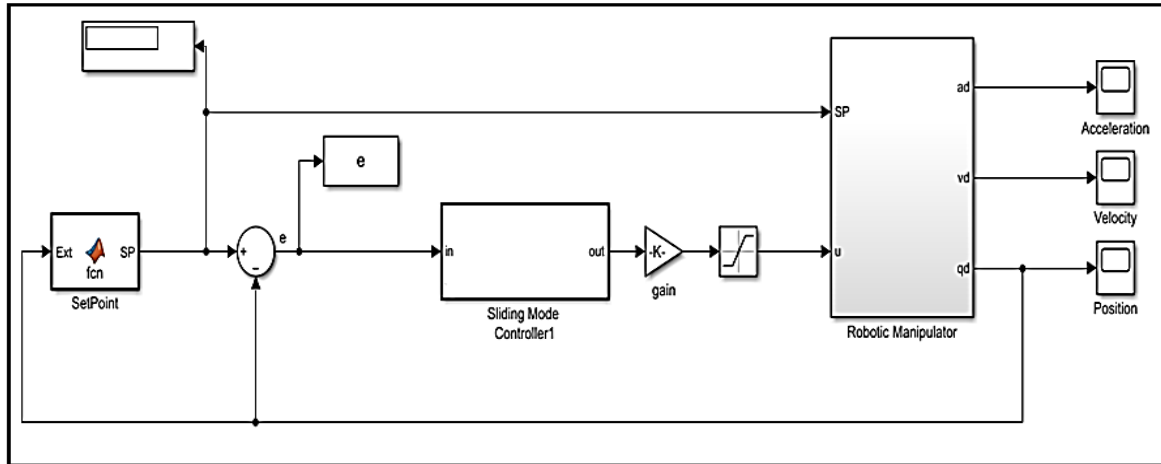 ad
SP
Acceleration
e
vd
Velocity
Ext
fcn
SP
SetPoint
+
−
e
in
out
-K-
gain
u
qd
Position
Sliding Mode
Controller1
Robotic Manipulator